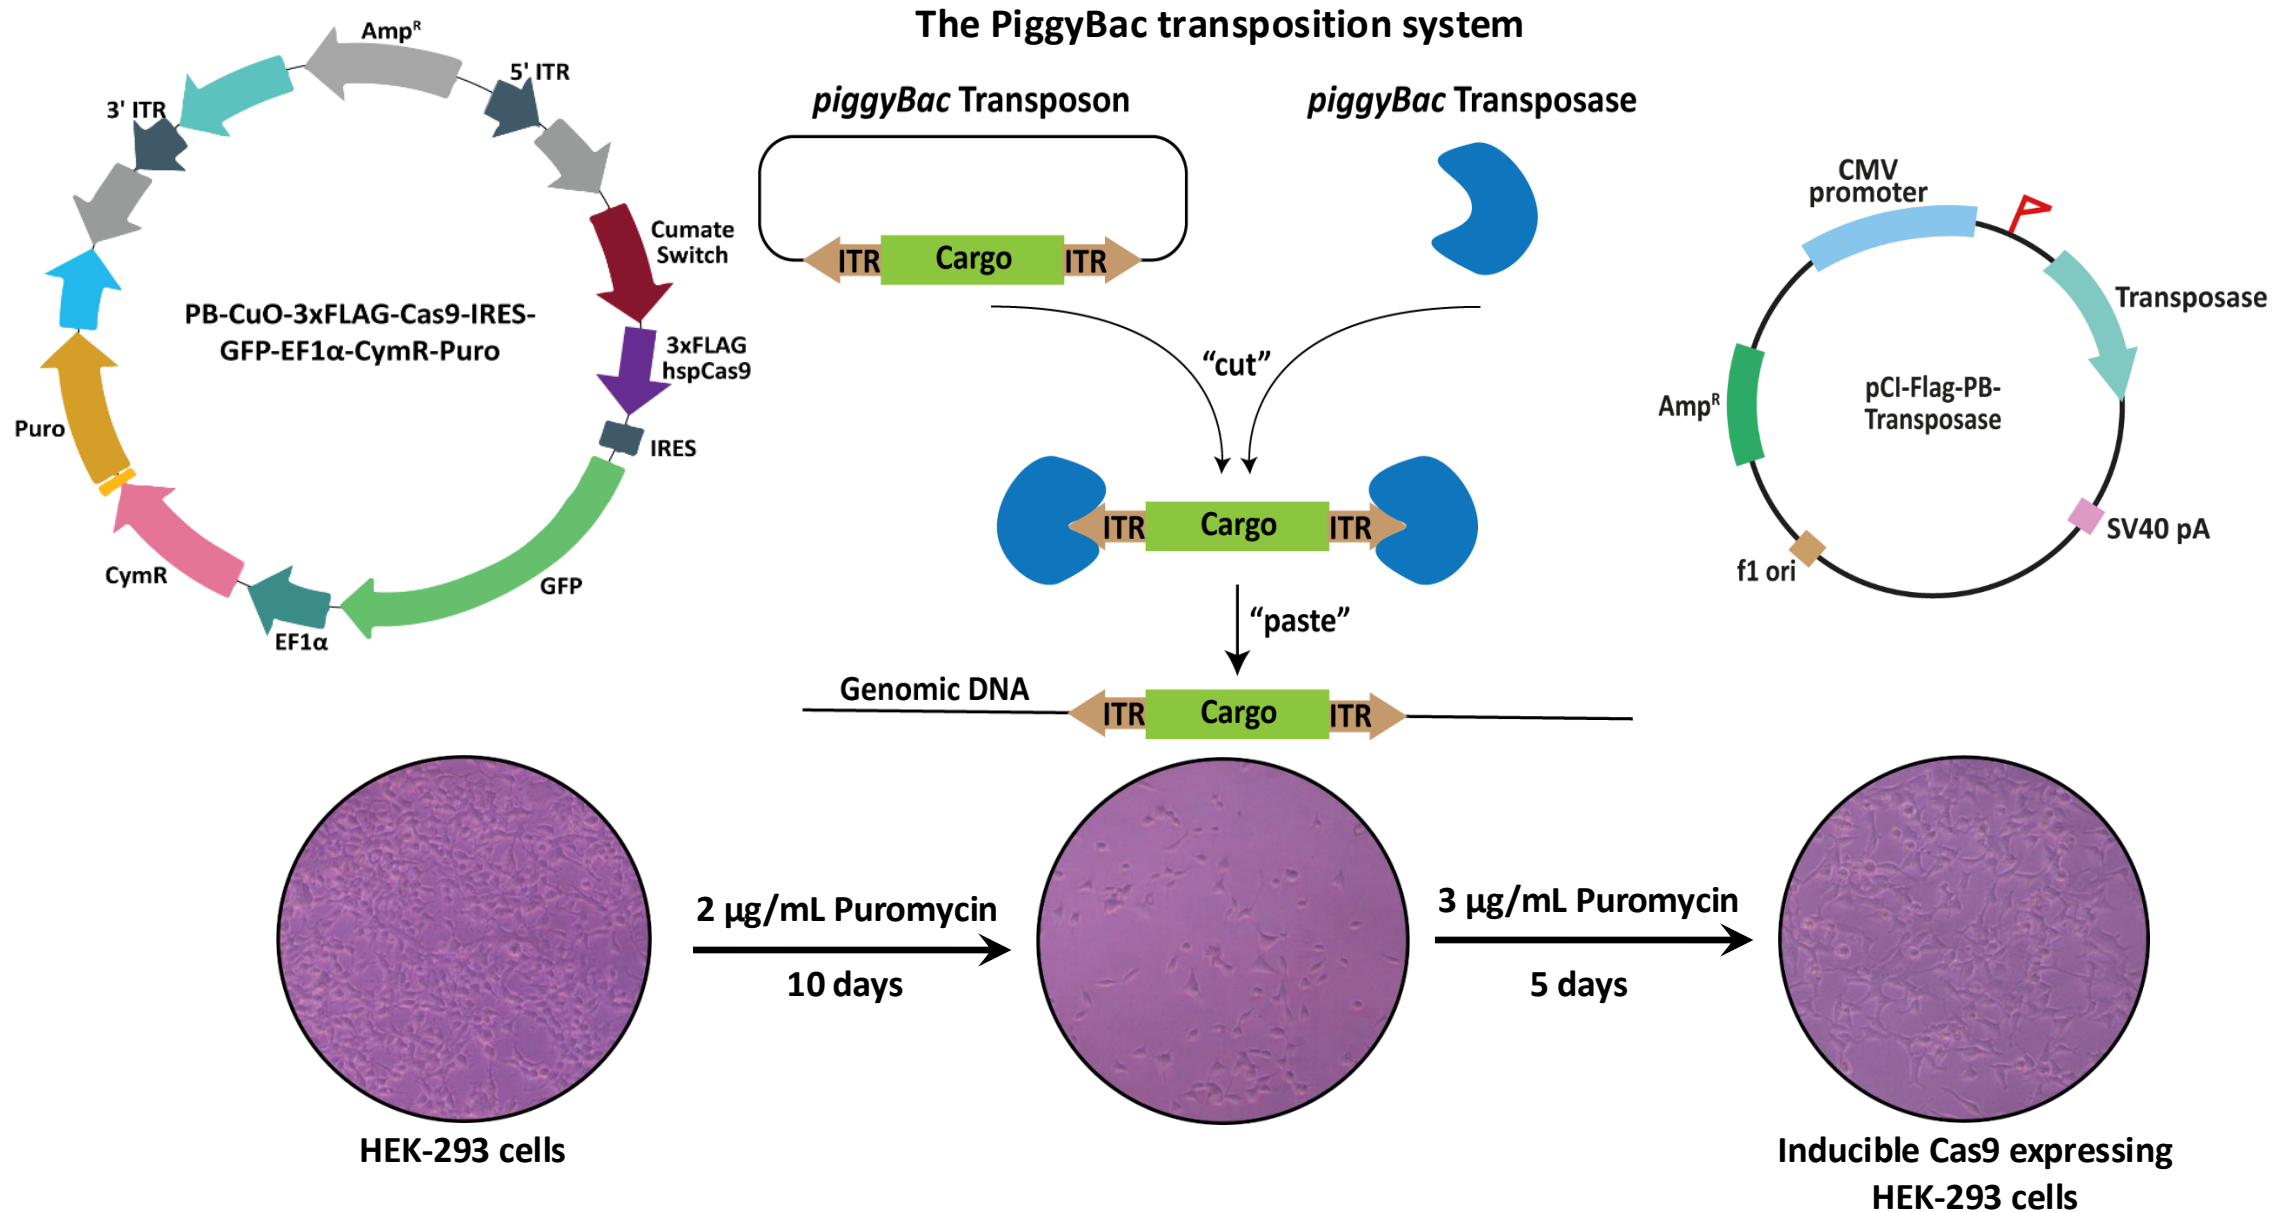 The PiggyBac transposition system
Amp^R
5' ITR
3' ITR
Cumate
Switch
3xFLAG
hspCas9
IRES
GFP
EF1α
CymR
Puro
PB-CuO-3xFLAG-Cas9-IRES-
GFP-EF1α-CymR-Puro
piggyBac Transposon
piggyBac Transposase
ITR
Cargo
ITR
“cut”
ITR
Cargo
ITR
“paste”
Genomic DNA
ITR
Cargo
ITR
CMV
promoter
Transposase
Amp^R
pCI-Flag-PB-
Transposase
SV40 pA
f1 ori
2 µg/mL Puromycin
10 days
3 µg/mL Puromycin
5 days
HEK-293 cells
Inducible Cas9 expressing
HEK-293 cells